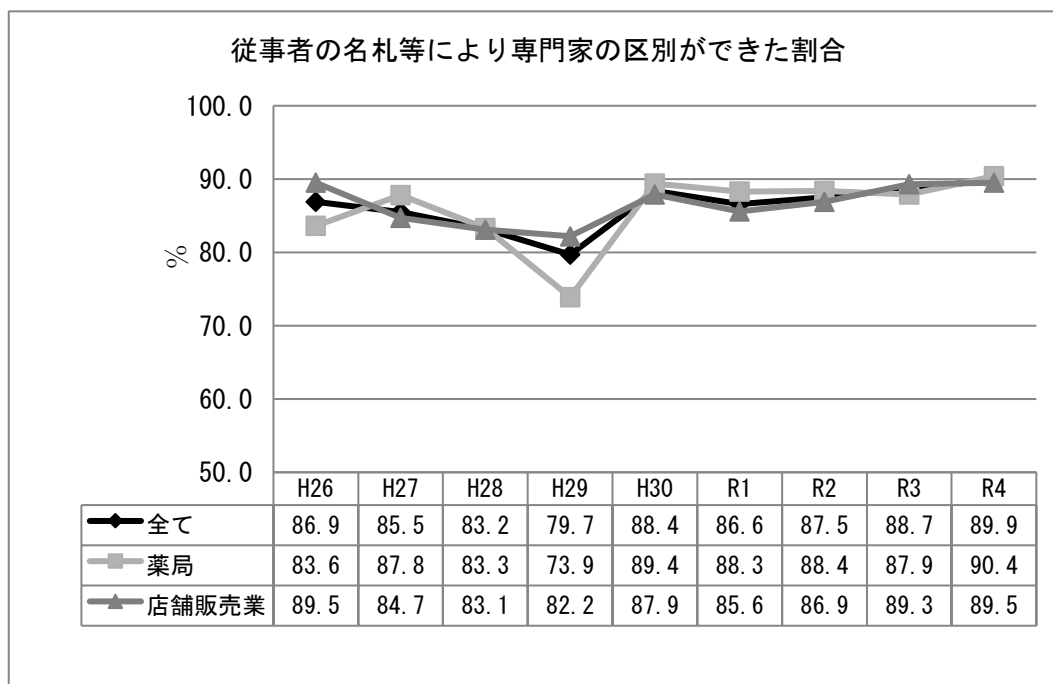 従事者の名札等により専門家の区別ができた割合
100.0
90.0
80.0
70.0
60.0
50.0
%
H26 H27 H28 H29 H30 R1 R2 R3 R4
全て 86.9 85.5 83.2 79.7 88.4 86.6 87.5 88.7 89.9
薬局 83.6 87.8 83.3 73.9 89.4 88.3 88.4 87.9 90.4
店舗販売業 89.5 84.7 83.1 82.2 87.9 85.6 86.9 89.3 89.5